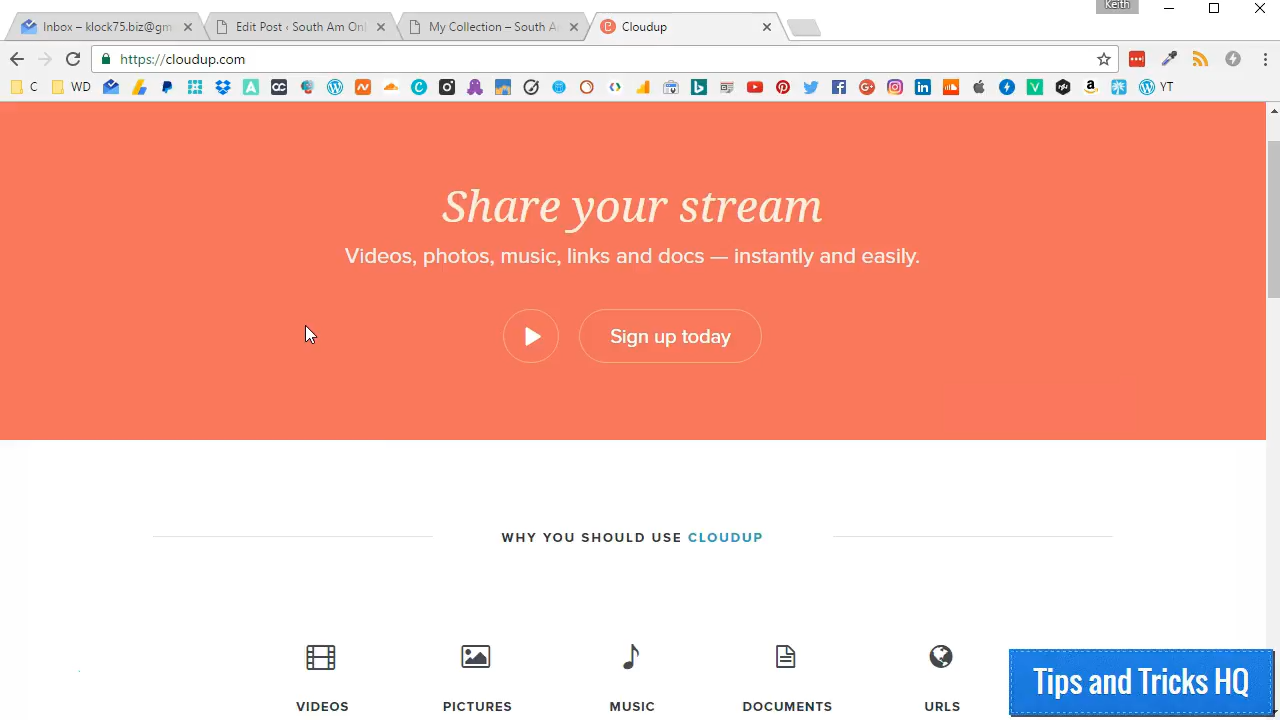 Keith
Inbox – klock75.biz@gm
Edit Post ‹ South Am Onl
My Collection – South A
Cloudup
https://cloudup.com
C
WD
YT
Share your stream
Videos, photos, music, links and docs — instantly and easily.
Sign up today
WHY YOU SHOULD USE CLOUDUP
VIDEOS
PICTURES
MUSIC
DOCUMENTS
URLS
Tips and Tricks HQ